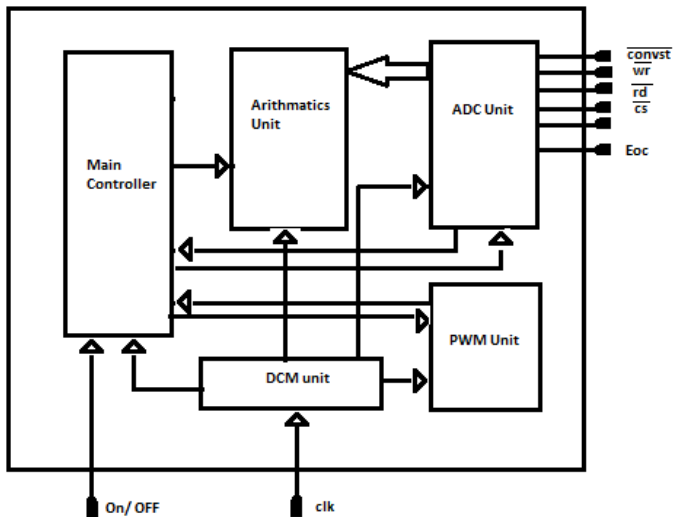 Main
Controller
Arithmatics
Unit
ADC Unit
convst
wr
rd
cs
Eoc
PWM Unit
DCM unit
On/ OFF
clk